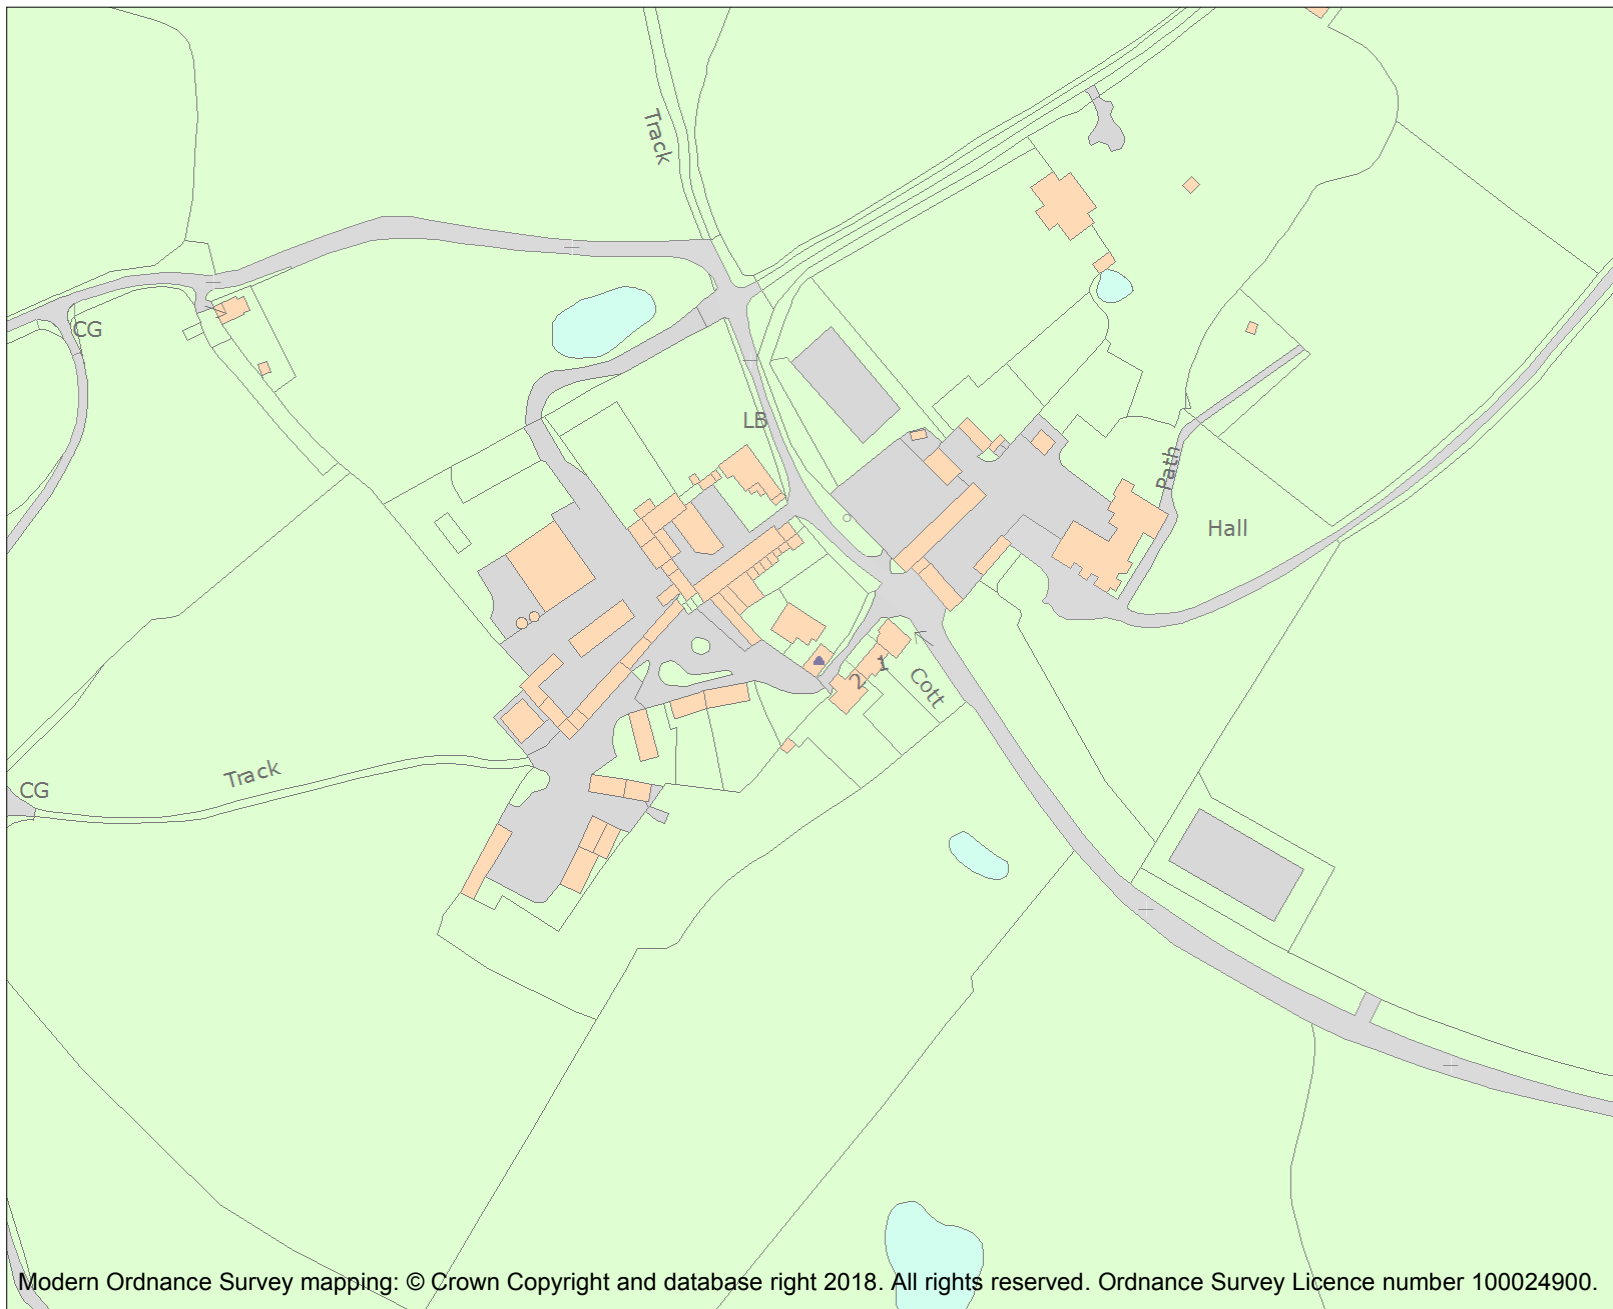 Track
CG
LB
Path
Hall
1
2
Cott
Track
CG
Modern Ordnance Survey mapping: © Crown Copyright and database right 2018. All rights reserved. Ordnance Survey Licence number 100024900.